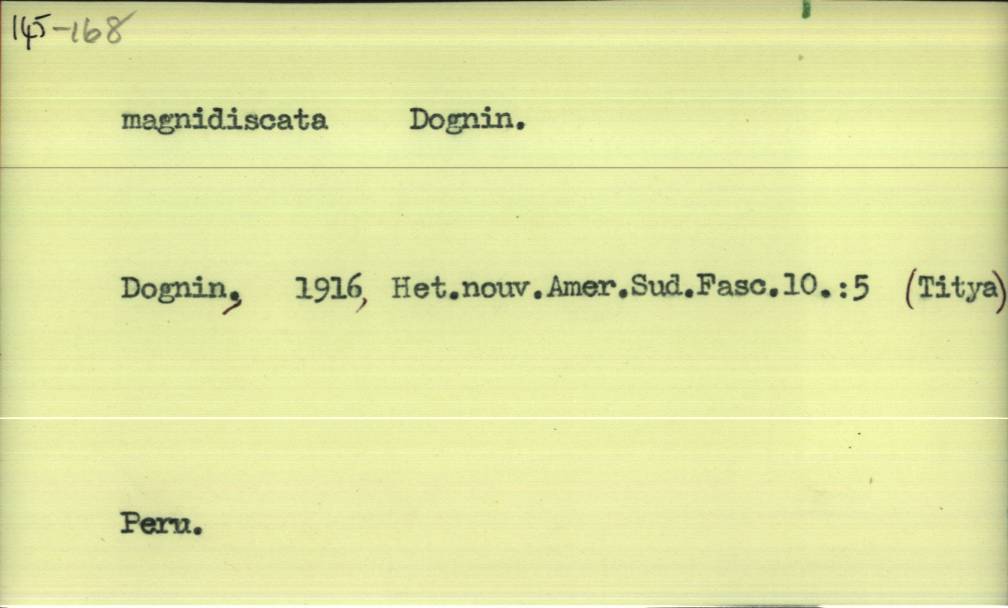 145-168
magnidiscata Dognin.
Dognin, 1916, Het.nouv.Amer.Sud.Fasc.10.:5 (Titya)
Peru.